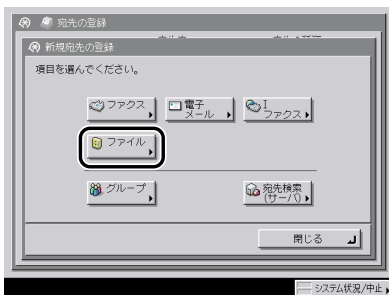 宛先の登録
新規宛先の登録
項目を選んでください。
ファクス
電子
メール
I
ファクス
ファイル
グループ
宛先検索
(サーバ)
閉じる
システム状況/中止